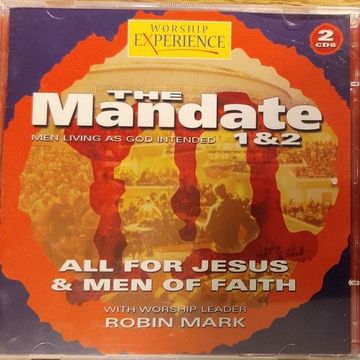 WORSHIP
EXPERIENCE
2
CDS
THE
Mandate
MEN LIVING AS GOD INTENDED 1&2
ALL FOR JESUS
& MEN OF FAITH
WITH WORSHIP LEADER
ROBIN MARK